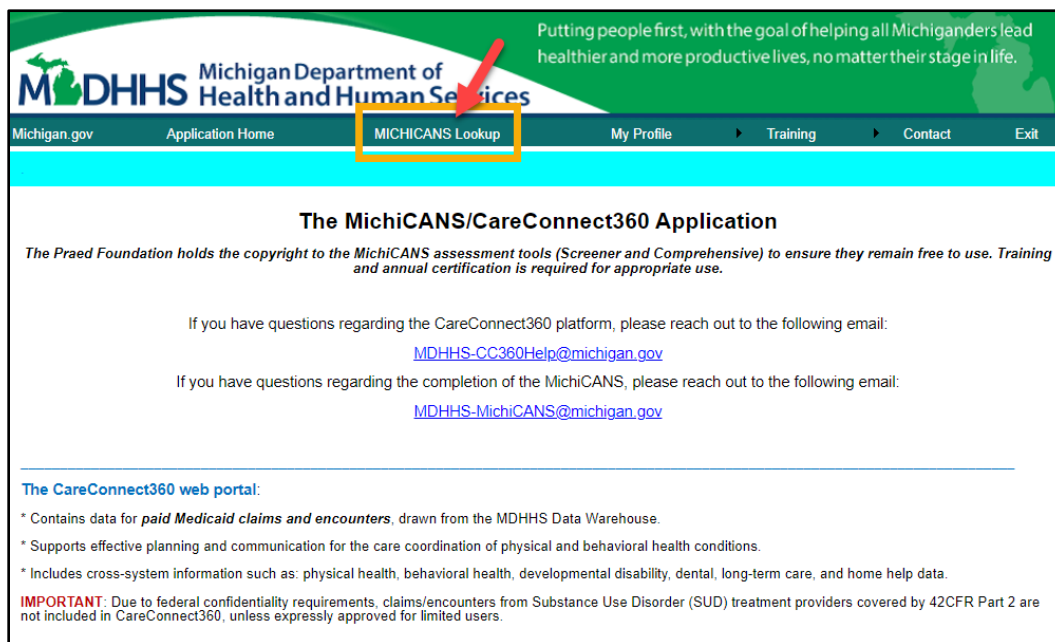 Putting people first, with the goal of helping all Michiganders lead
healthier and more productive lives, no matter their stage in life.
MDHHS Michigan Department of
Health and Human Services
Michigan.gov Application Home MICHICANS Lookup My Profile Training Contact Exit
The MichiCANS/CareConnect360 Application
The Praed Foundation holds the copyright to the MichiCANS assessment tools (Screener and Comprehensive) to ensure they remain free to use. Training
and annual certification is required for appropriate use.
If you have questions regarding the CareConnect360 platform, please reach out to the following email:
MDHHS-CC360Help@michigan.gov
If you have questions regarding the completion of the MichiCANS, please reach out to the following email:
MDHHS-MichiCANS@michigan.gov
The CareConnect360 web portal:
* Contains data for paid Medicaid claims and encounters, drawn from the MDHHS Data Warehouse.
* Supports effective planning and communication for the care coordination of physical and behavioral health conditions.
* Includes cross-system information such as: physical health, behavioral health, developmental disability, dental, long-term care, and home help data.
IMPORTANT: Due to federal confidentiality requirements, claims/encounters from Substance Use Disorder (SUD) treatment providers covered by 42CFR Part 2 are
not included in CareConnect360, unless expressly approved for limited users.